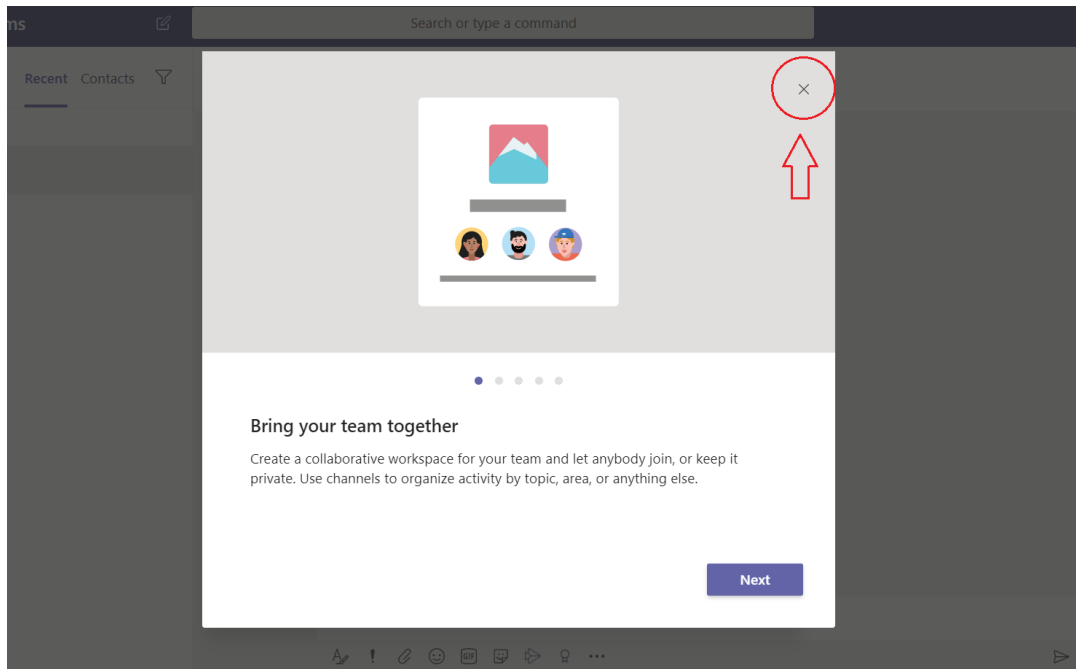 ms
Search or type a command
Recent Contacts
Bring your team together
Create a collaborative workspace for your team and let anybody join, or keep it
private. Use channels to organize activity by topic, area, or anything else.
Next
GIF